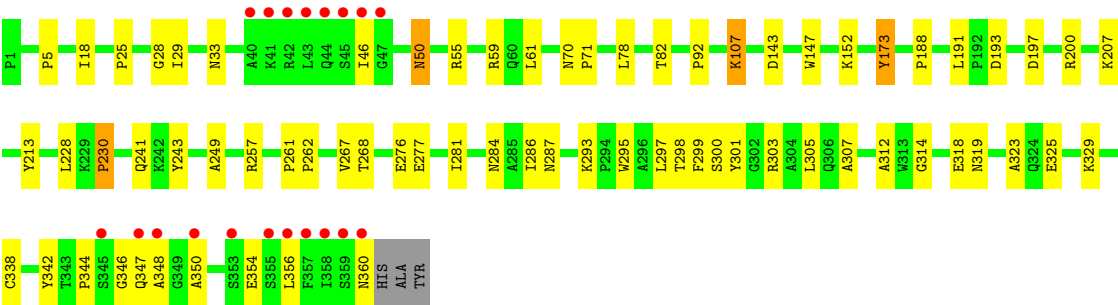 P1 P5 I18 P25 G28 I29 N33 A40 K41 R42 L43 Q44 S45 I46 G47 N50 R55 R59 Q60 L61 N70 P71 L78 T82 P92 K107 D143 W147 K152 Y173 P188 L191 P192 D193 D197 R200 K207
Y213 L228 K229 P230 Q241 K242 Y243 A249 R257 P261 P262 V267 T268 E276 E277 I281 N284 A285 I286 N287 K293 P294 W295 A296 L297 T298 F299 S300 Y301 G302 R303 A304 L305 Q306 A307 A312 W313 G314 E318 N319 A323 Q324 E325 K329
C338 Y342 T343 P344 S345 G346 Q347 A348 G349 A350 S353 E354 S355 L356 F357 I358 S359 N360 HIS ALA TYR